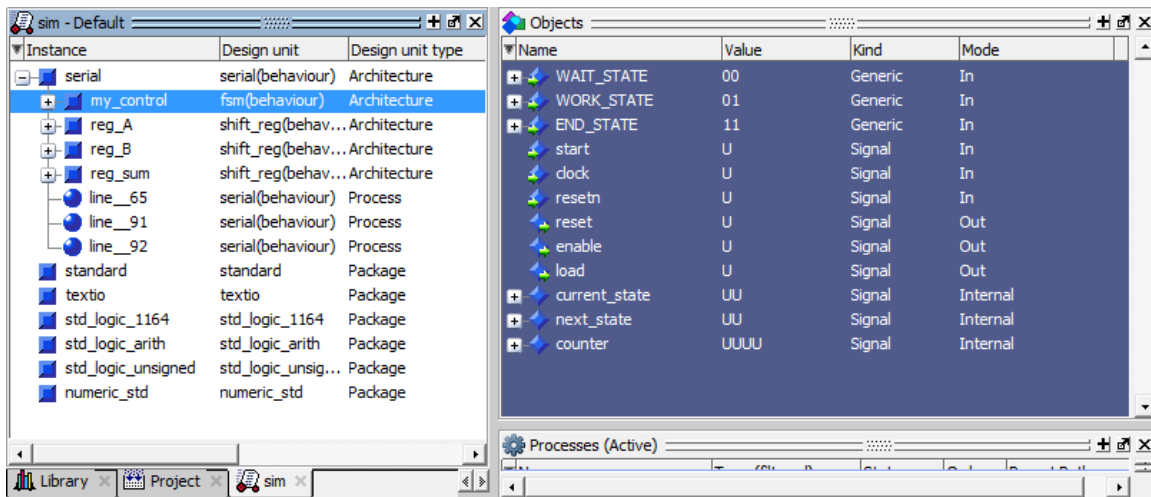 sim - Default
Instance Design unit Design unit type
serial serial(behaviour) Architecture
my_control fsm(behaviour) Architecture
reg_A shift_reg(behav... Architecture
reg_B shift_reg(behav... Architecture
reg_sum shift_reg(behav... Architecture
line__65 serial(behaviour) Process
line__91 serial(behaviour) Process
line__92 serial(behaviour) Process
standard standard Package
textio textio Package
std_logic_1164 std_logic_1164 Package
std_logic_arith std_logic_arith Package
std_logic_unsigned std_logic_unsig... Package
numeric_std numeric_std Package
Library Project sim
Objects
Name Value Kind Mode
WAIT_STATE 00 Generic In
WORK_STATE 01 Generic In
END_STATE 11 Generic In
start U Signal In
clock U Signal In
resetn U Signal In
reset U Signal Out
enable U Signal Out
load U Signal Out
current_state UU Signal Internal
next_state UU Signal Internal
counter UUUU Signal Internal
Processes (Active)